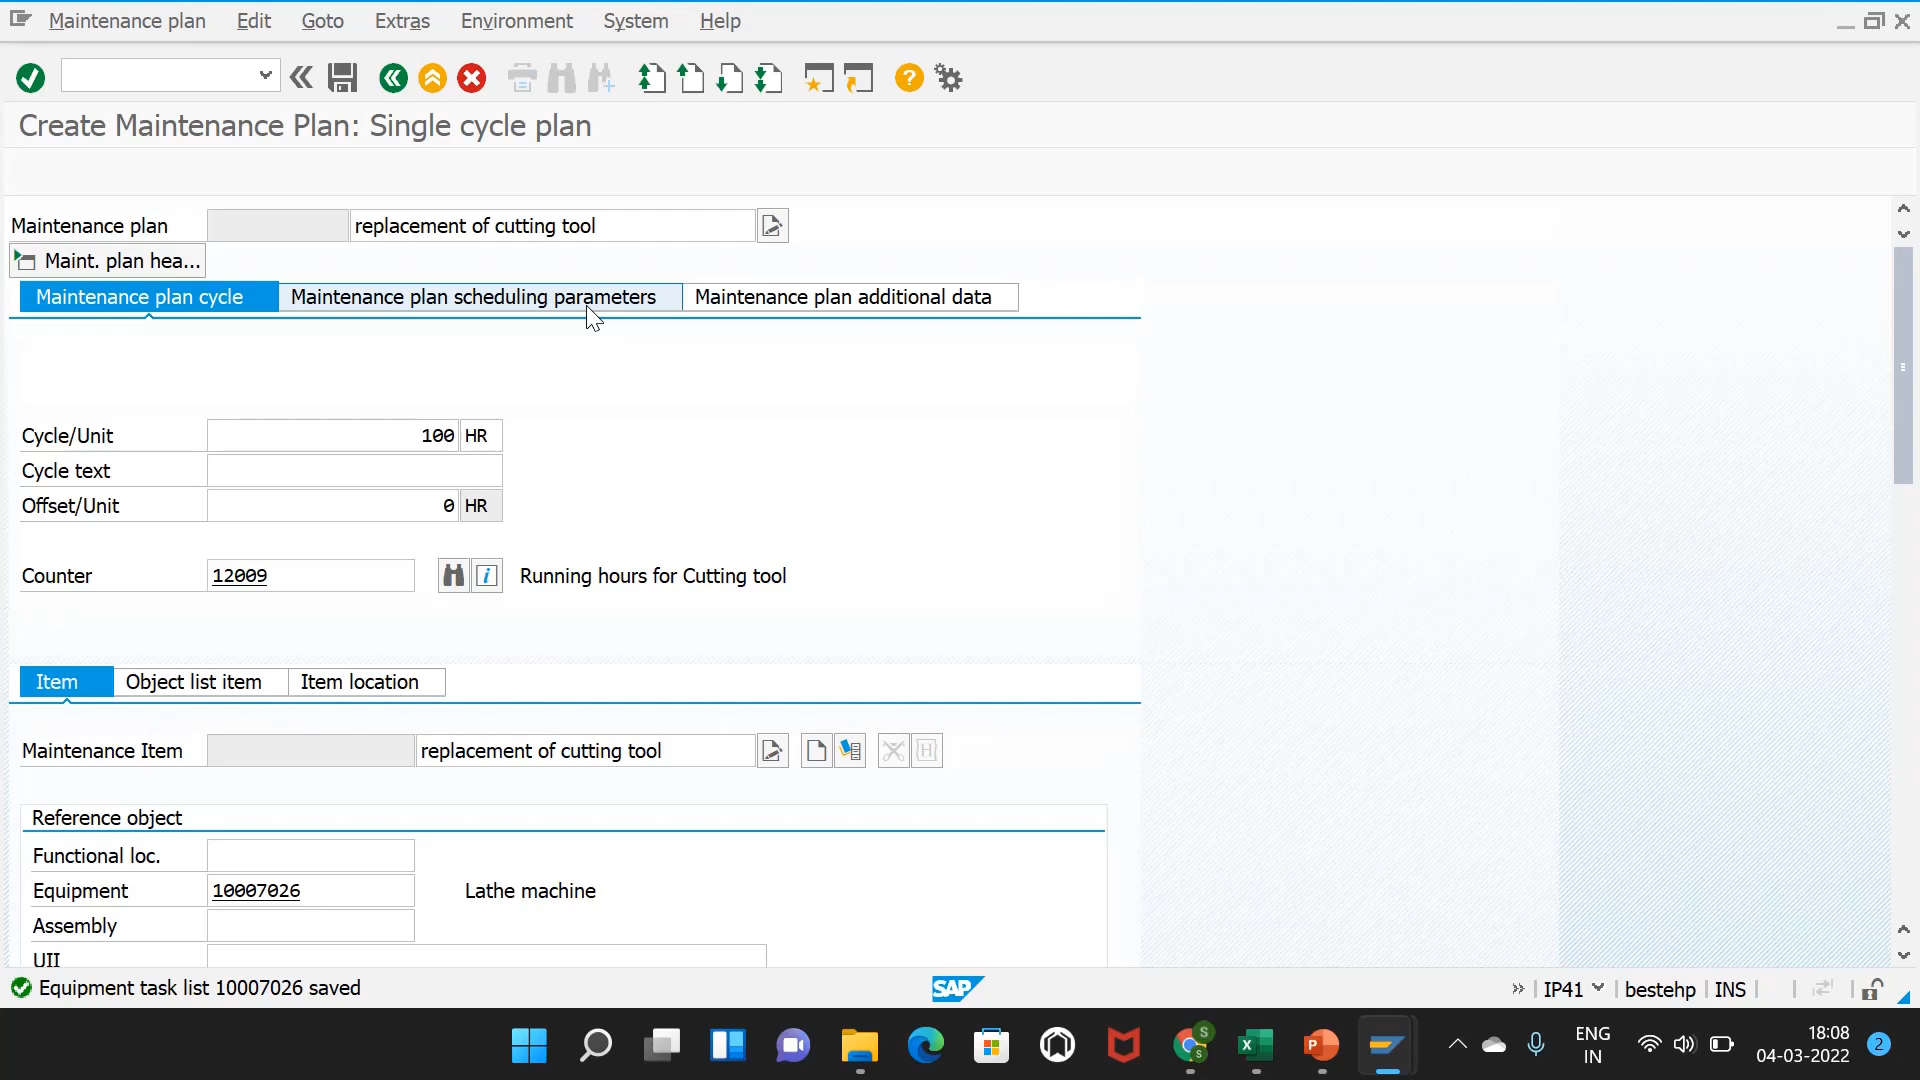 Maintenance plan Edit Goto Extras Environment System Help
Create Maintenance Plan: Single cycle plan
Maintenance plan replacement of cutting tool
Maint. plan hea...
Maintenance plan cycle Maintenance plan scheduling parameters Maintenance plan additional data
Cycle/Unit 100 HR
Cycle text
Offset/Unit 0 HR
Counter 12009 Running hours for Cutting tool
Item Object list item Item location
Maintenance Item replacement of cutting tool
Reference object
Functional loc.
Equipment 10007026 Lathe machine
Assembly
UII
Equipment task list 10007026 saved SAP IP41 bestehp INS
ENG 18:08
IN 04-03-2022 2